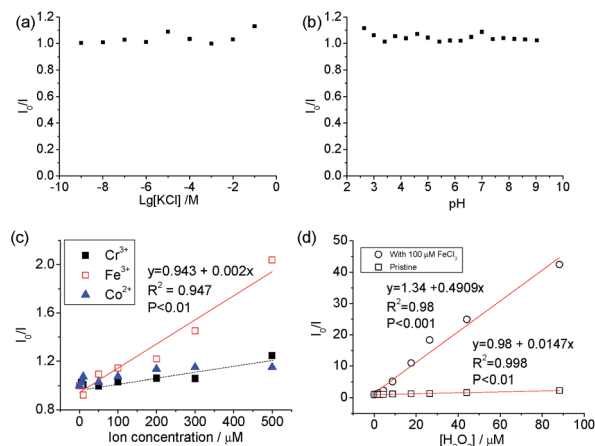 (a)
1.2
1.0
0.8
0.6
0.4
0.2
0.0
I0/I
-10 -8 -6 -4 -2 0
Lg[KCl] /M
(b)
1.2
1.0
0.8
0.6
0.4
0.2
0.0
I0/I
2 3 4 5 6 7 8 9 10
pH
(c)
Cr3+
Fe3+
Co2+
y=0.943 + 0.002x
R2 = 0.947
P<0.01
2.4
2.0
1.6
1.2
0.8
I0/I
0 100 200 300 400 500
Ion concentration / μM
(d)
With 100 μM FeCl3
Pristine
y=1.34 + 0.4909x
R2=0.98
P<0.001
y=0.98 + 0.0147x
R2=0.998
P<0.01
50
40
30
20
10
0
I0/I
0 20 40 60 80
[H2O2] / μM